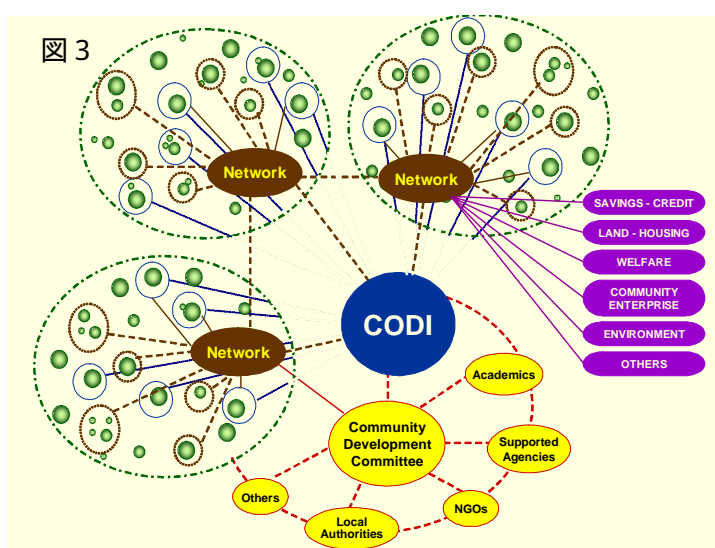 図3
Network
Network
SAVINGS - CREDIT
LAND - HOUSING
WELFARE
COMMUNITY
ENTERPRISE
ENVIRONMENT
OTHERS
CODI
Network
Academics
Community
Development
Committee
Supported
Agencies
Others
NGOs
Local
Authorities